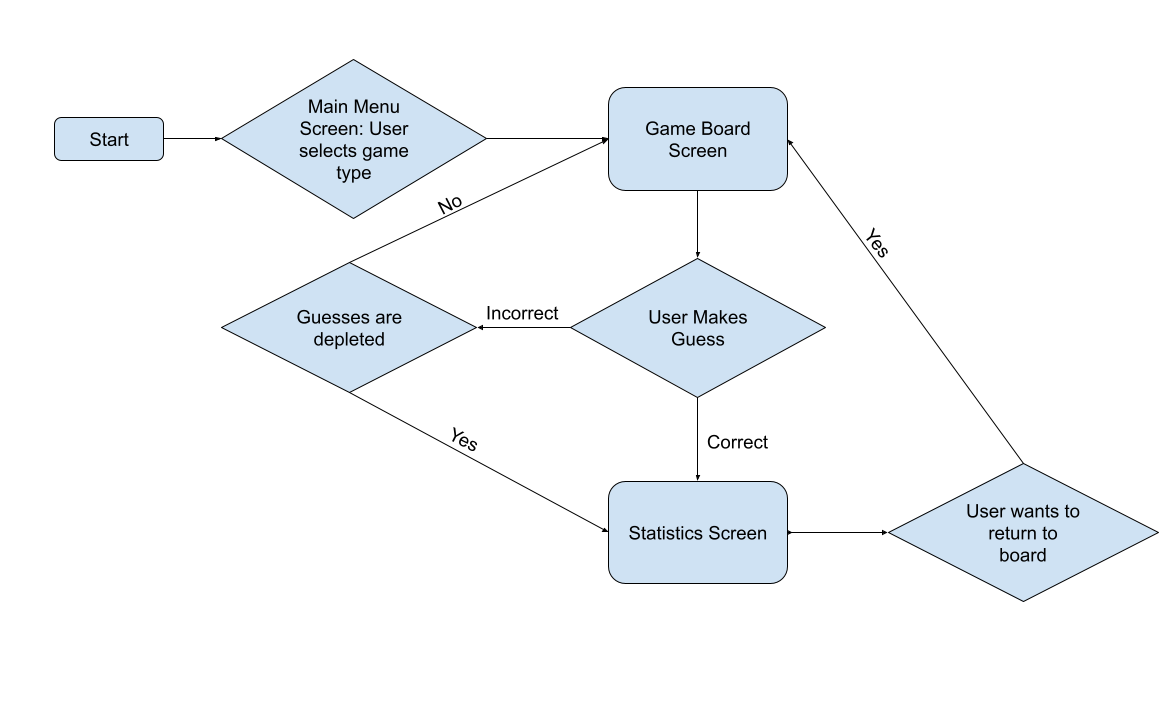 Start
Main Menu
Screen: User
selects game
type
Game Board
Screen
No
Yes
Guesses are
depleted
Incorrect
User Makes
Guess
Yes
Correct
Statistics Screen
User wants to
return to
board